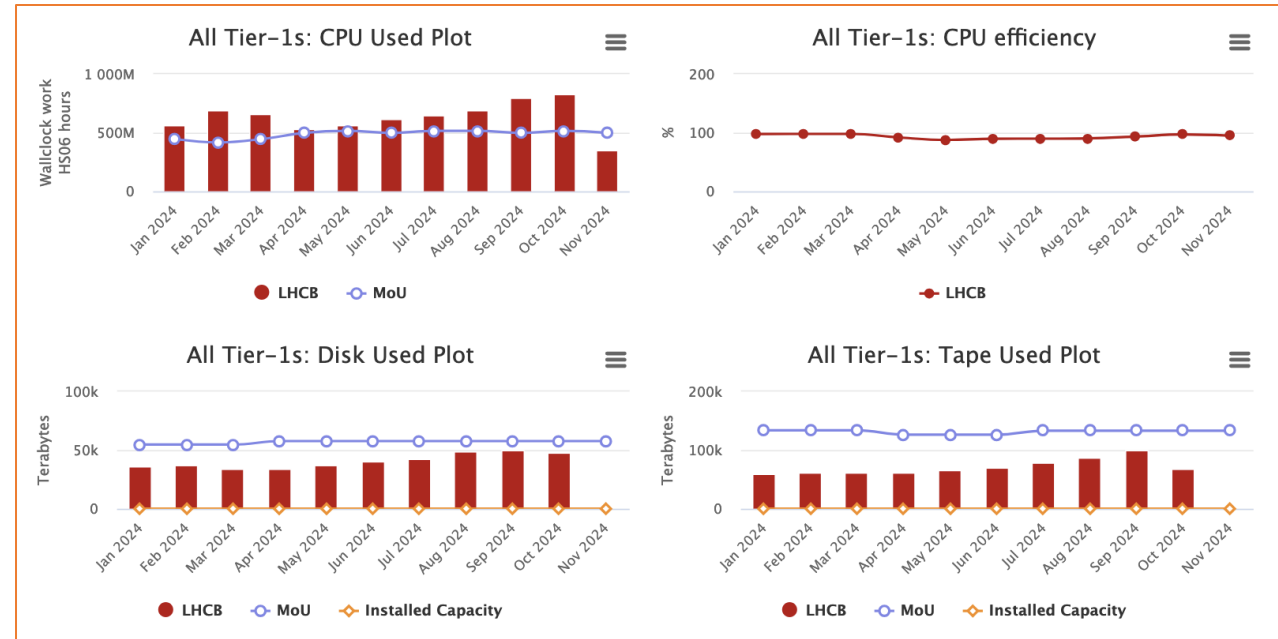 All Tier-1s: CPU Used Plot
Wallclock work
HS06 hours
1 000M
500M
0
Jan 2024
Feb 2024
Mar 2024
Apr 2024
May 2024
Jun 2024
Jul 2024
Aug 2024
Sep 2024
Oct 2024
Nov 2024
LHCB MoU
All Tier-1s: CPU efficiency
%
200
100
0
Jan 2024
Feb 2024
Mar 2024
Apr 2024
May 2024
Jun 2024
Jul 2024
Aug 2024
Sep 2024
Oct 2024
Nov 2024
LHCB
All Tier-1s: Disk Used Plot
Terabytes
100k
50k
0
Jan 2024
Feb 2024
Mar 2024
Apr 2024
May 2024
Jun 2024
Jul 2024
Aug 2024
Sep 2024
Oct 2024
Nov 2024
LHCB MoU Installed Capacity
All Tier-1s: Tape Used Plot
Terabytes
200k
100k
0
Jan 2024
Feb 2024
Mar 2024
Apr 2024
May 2024
Jun 2024
Jul 2024
Aug 2024
Sep 2024
Oct 2024
Nov 2024
LHCB MoU Installed Capacity